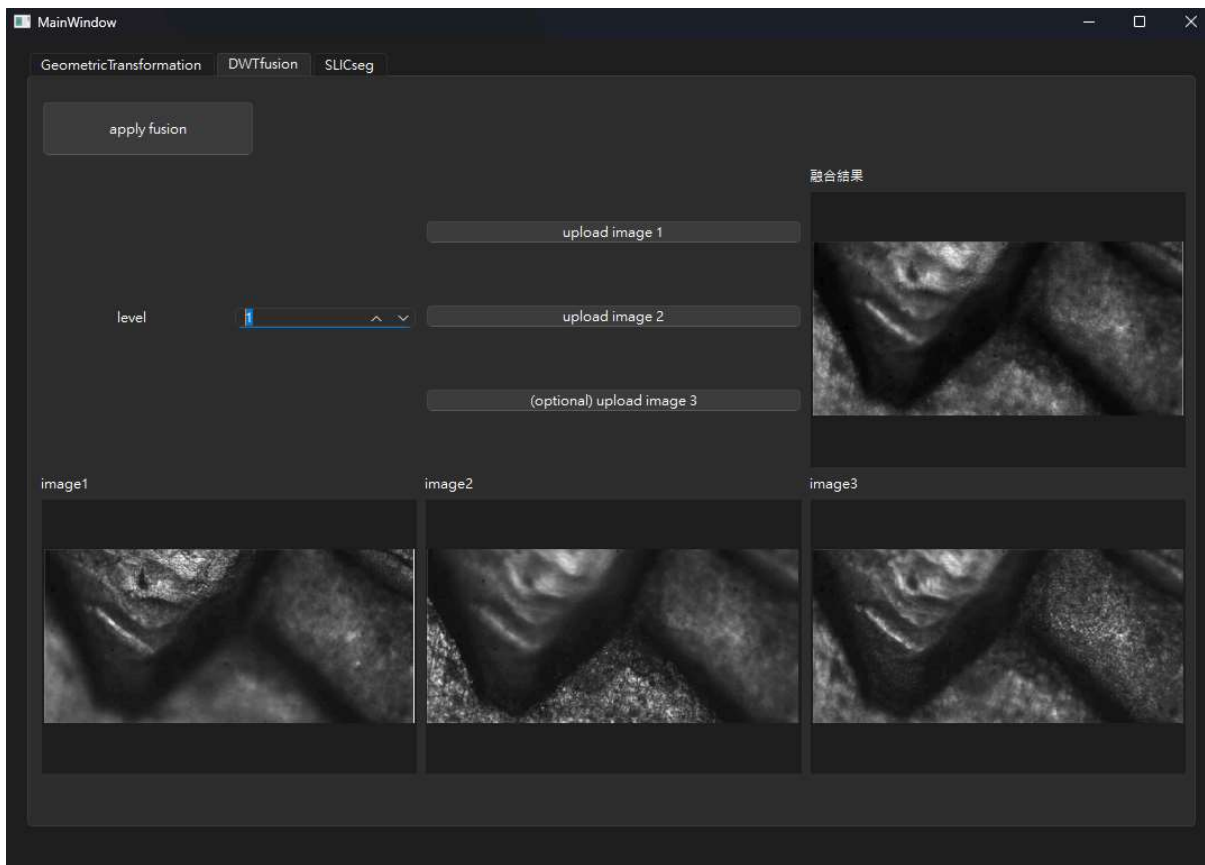 MainWindow
GeometricTransformation DWTfusion SLICseg
apply fusion
融合結果
upload image 1
level 1 upload image 2
(optional) upload image 3
image1 image2 image3